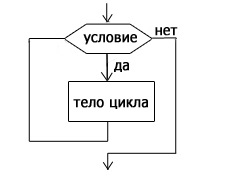 условие
нет
да
тело цикла